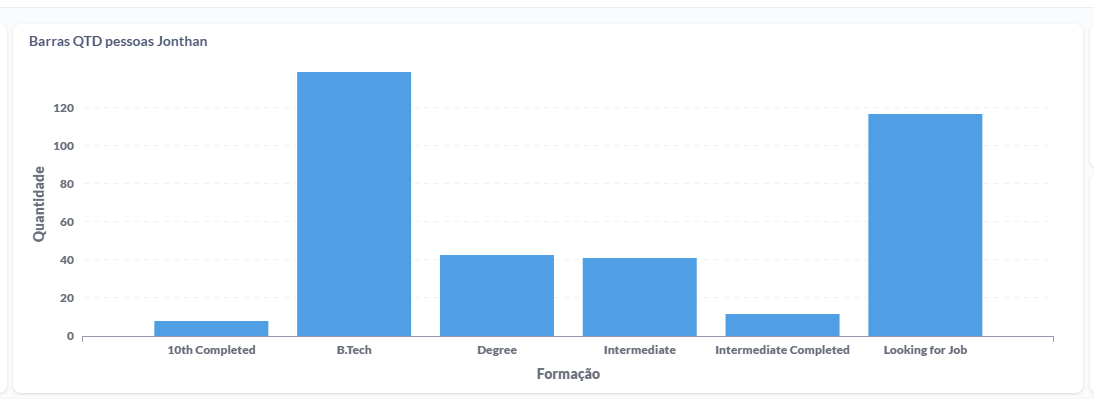 Barras QTD pessoas Jonthan
120
100
80
60
40
20
0
Quantidade
10th Completed B.Tech Degree Intermediate Intermediate Completed Looking for Job
Formação